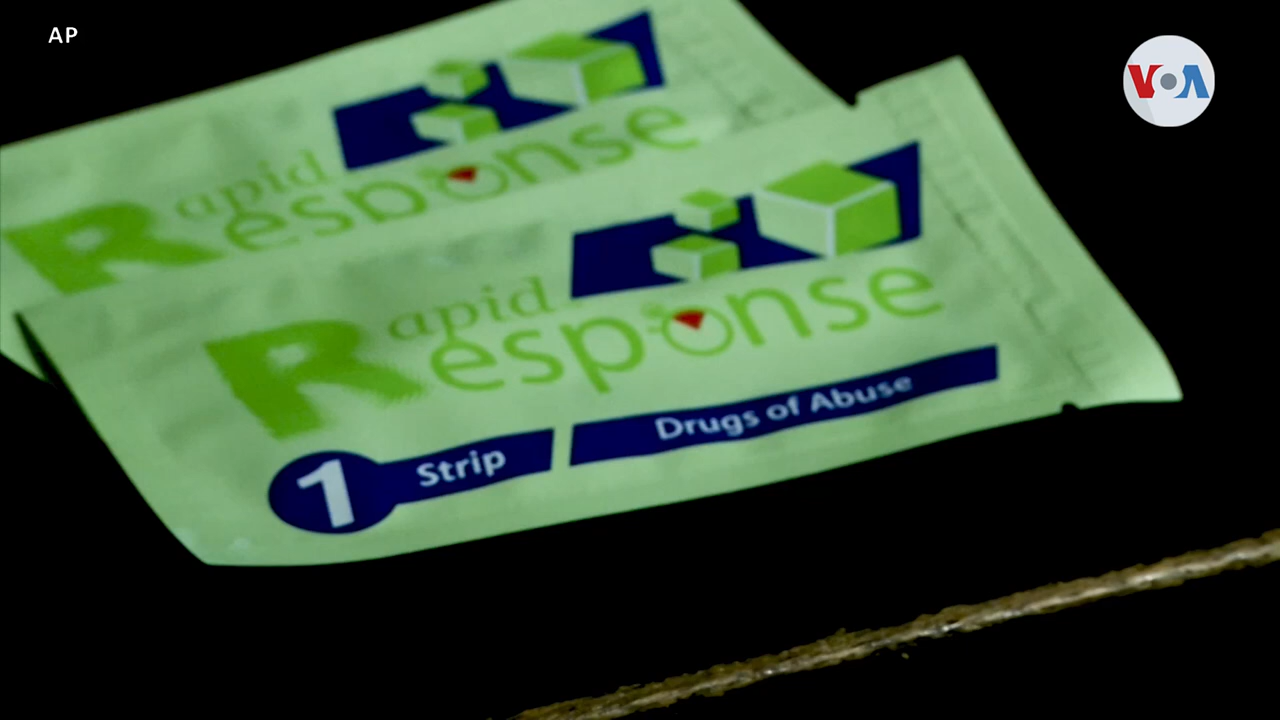 AP
VOA
Rapid
Response
Rapid
Response
1 Strip Drugs of Abuse